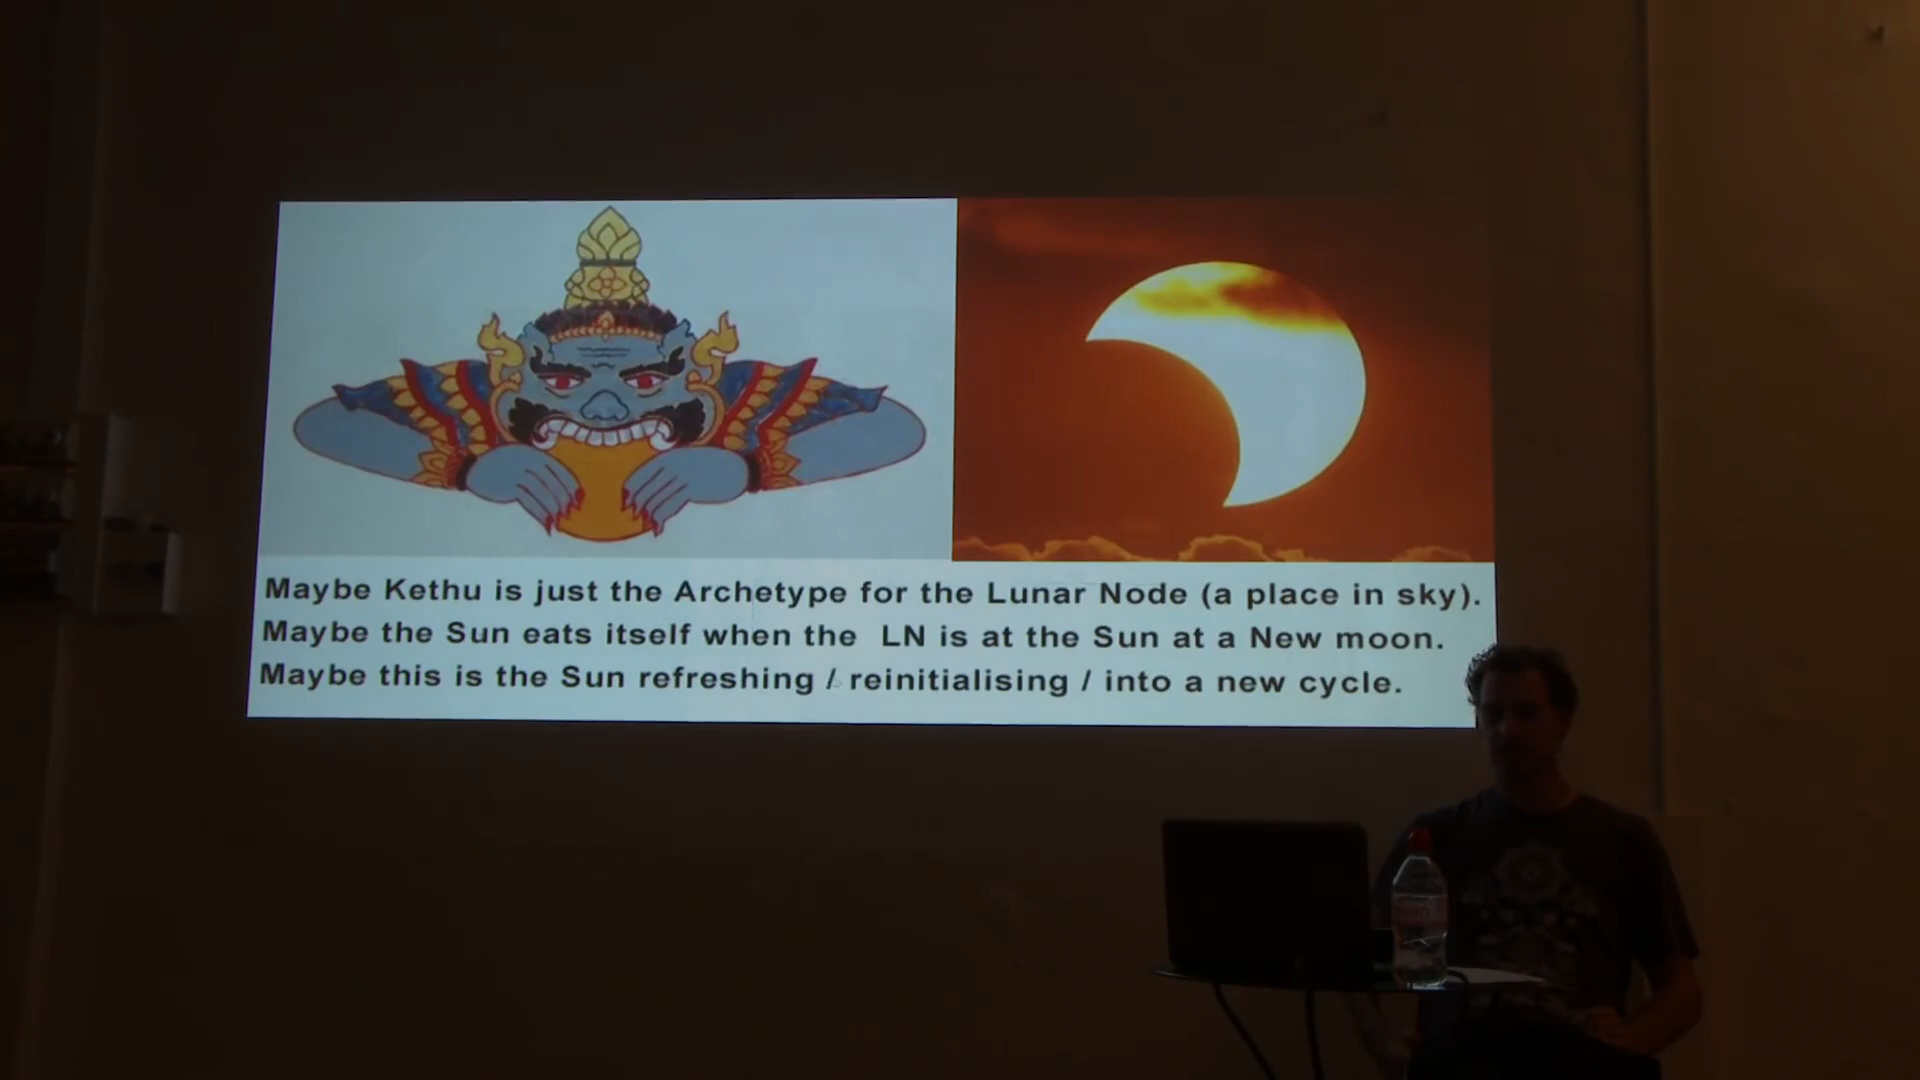 Maybe Kethu is just the Archetype for the Lunar Node (a place in sky).
Maybe the Sun eats itself when the LN is at the Sun at a New moon.
Maybe this is the Sun refreshing / reinitialising / into a new cycle.